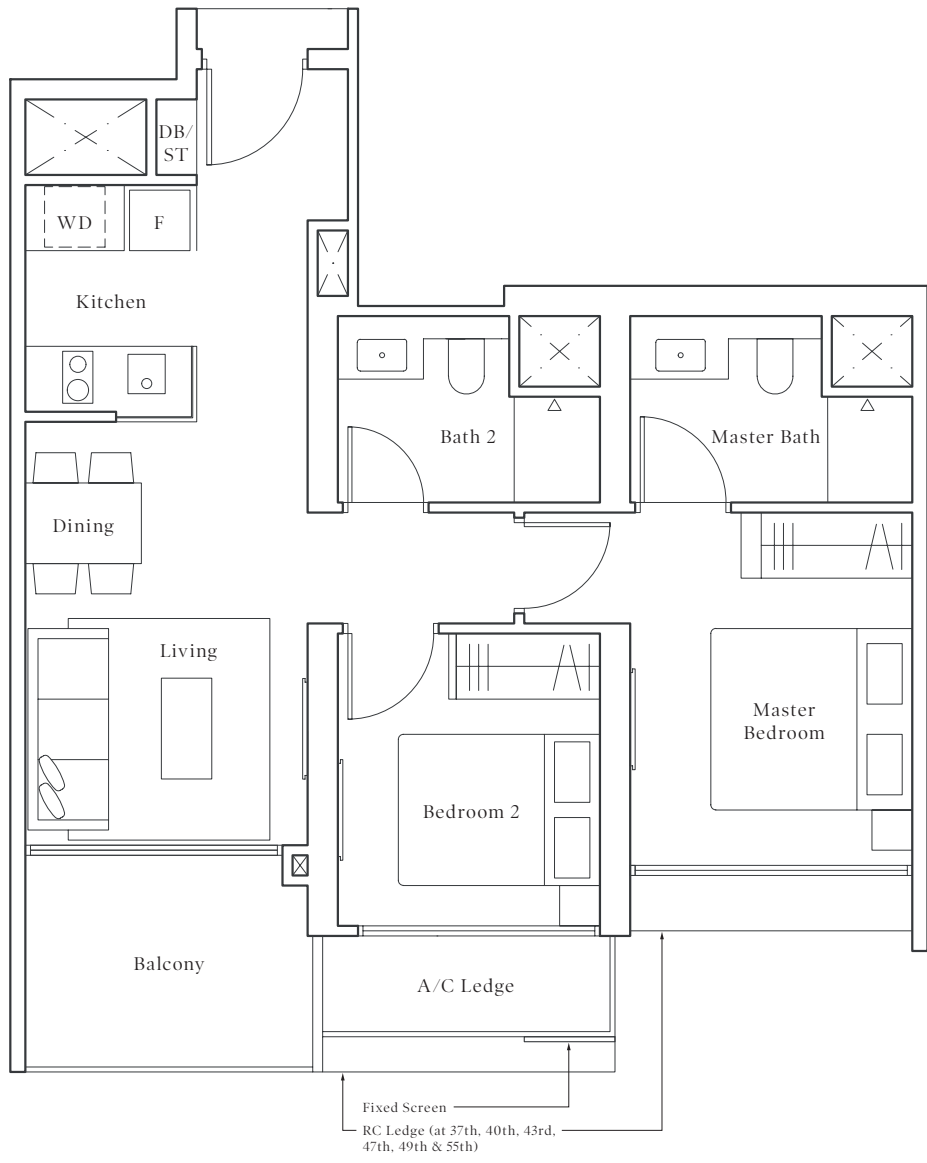 DB/
ST
WD
F
Kitchen
Bath 2
Master Bath
Dining
Living
Master
Bedroom
Bedroom 2
Balcony
A/C Ledge
Fixed Screen
RC Ledge (at 37th, 40th, 43rd,
47th, 49th & 55th)